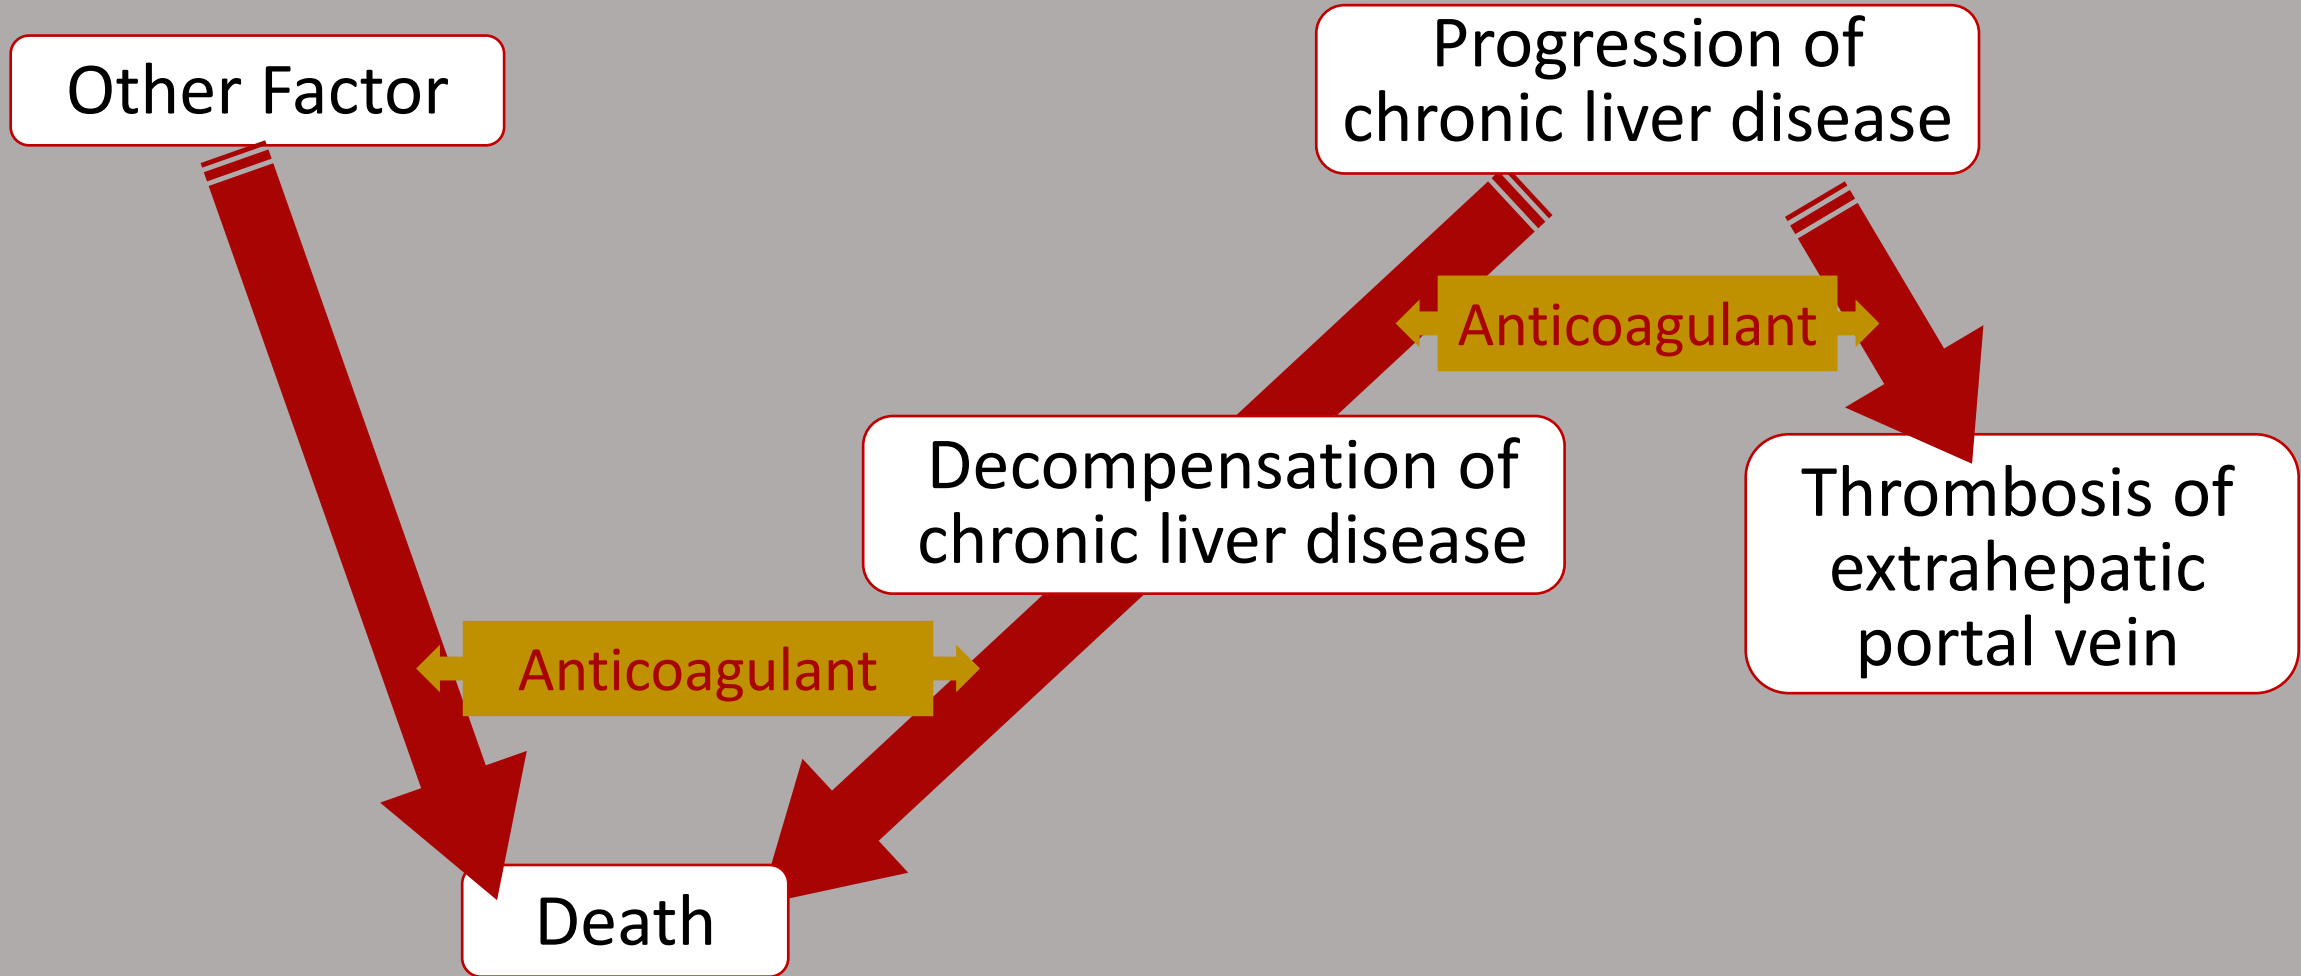 Other Factor
Progression of
chronic liver disease
Anticoagulant
Decompensation of
chronic liver disease
Thrombosis of
extrahepatic
portal vein
Anticoagulant
Death